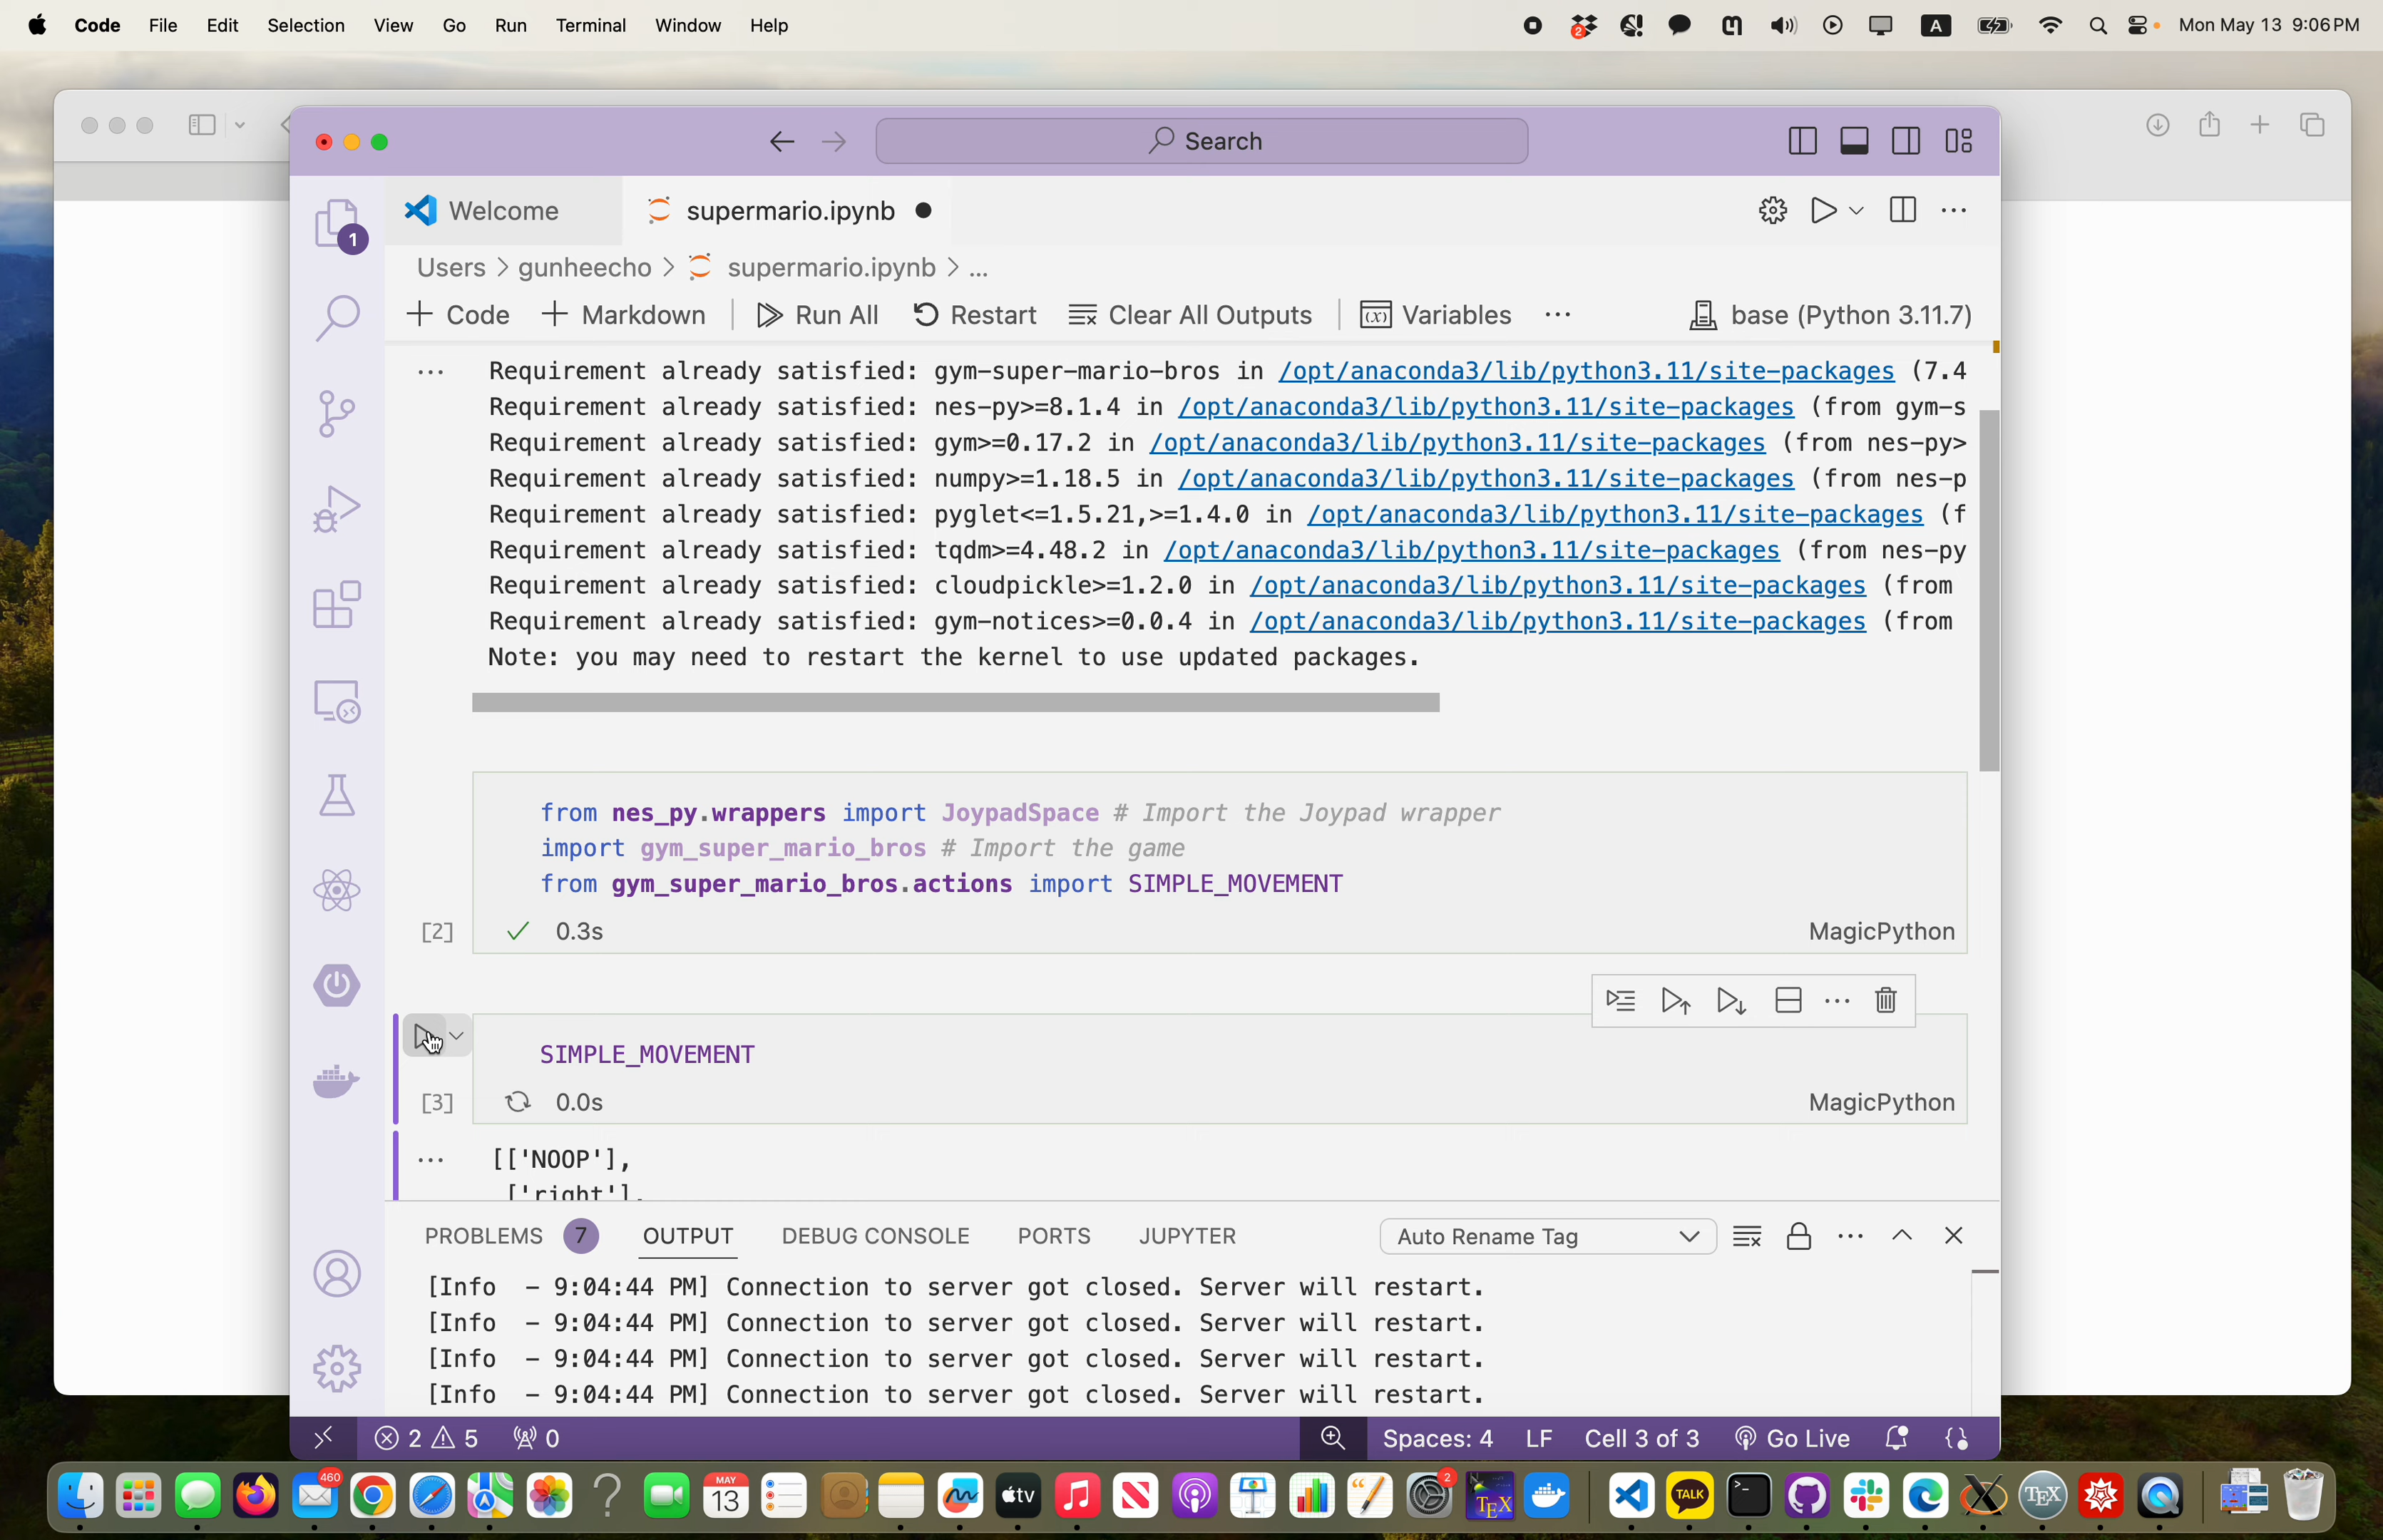 Code File Edit Selection View Go Run Terminal Window Help
2 A Mon May 13 9:06 PM
Search
Welcome supermario.ipynb
1
Users > gunheecho > supermario.ipynb > ...
+ Code + Markdown Run All Restart Clear All Outputs Variables ... base (Python 3.11.7)
... Requirement already satisfied: gym-super-mario-bros in /opt/anaconda3/lib/python3.11/site-packages (7.4
Requirement already satisfied: nes-py>=8.1.4 in /opt/anaconda3/lib/python3.11/site-packages (from gym-s
Requirement already satisfied: gym>=0.17.2 in /opt/anaconda3/lib/python3.11/site-packages (from nes-py>
Requirement already satisfied: numpy>=1.18.5 in /opt/anaconda3/lib/python3.11/site-packages (from nes-p
Requirement already satisfied: pyglet<=1.5.21,>=1.4.0 in /opt/anaconda3/lib/python3.11/site-packages (f
Requirement already satisfied: tqdm>=4.48.2 in /opt/anaconda3/lib/python3.11/site-packages (from nes-py
Requirement already satisfied: cloudpickle>=1.2.0 in /opt/anaconda3/lib/python3.11/site-packages (from
Requirement already satisfied: gym-notices>=0.0.4 in /opt/anaconda3/lib/python3.11/site-packages (from
Note: you may need to restart the kernel to use updated packages.
from nes_py.wrappers import JoypadSpace # Import the Joypad wrapper
import gym_super_mario_bros # Import the game
from gym_super_mario_bros.actions import SIMPLE_MOVEMENT
[2] 0.3s MagicPython
SIMPLE_MOVEMENT
[3] 0.0s MagicPython
... [['NOOP'],
['right'],
PROBLEMS 7 OUTPUT DEBUG CONSOLE PORTS JUPYTER Auto Rename Tag
[Info - 9:04:44 PM] Connection to server got closed. Server will restart.
[Info - 9:04:44 PM] Connection to server got closed. Server will restart.
[Info - 9:04:44 PM] Connection to server got closed. Server will restart.
[Info - 9:04:44 PM] Connection to server got closed. Server will restart.
2 5 0 Spaces: 4 LF Cell 3 of 3 Go Live
460 MAY 13 tv 2 TEX TALK TEX